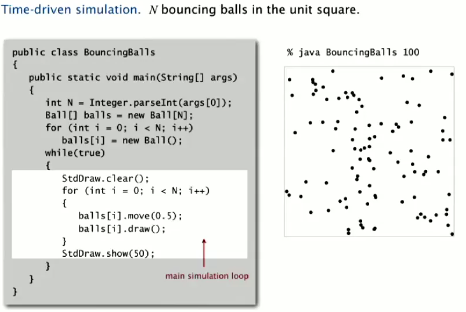 Time-driven simulation. N bouncing balls in the unit square.
public class BouncingBalls
{
public static void main(String[] args)
{
int N = Integer.parseInt(args[0]);
Ball[] balls = new Ball[N];
for (int i = 0; i < N; i++)
balls[i] = new Ball();
while(true)
{
StdDraw.clear();
for (int i = 0; i < N; i++)
{
balls[i].move(0.5);
balls[i].draw();
}
StdDraw.show(50);
}
}
}
main simulation loop
% java BouncingBalls 100